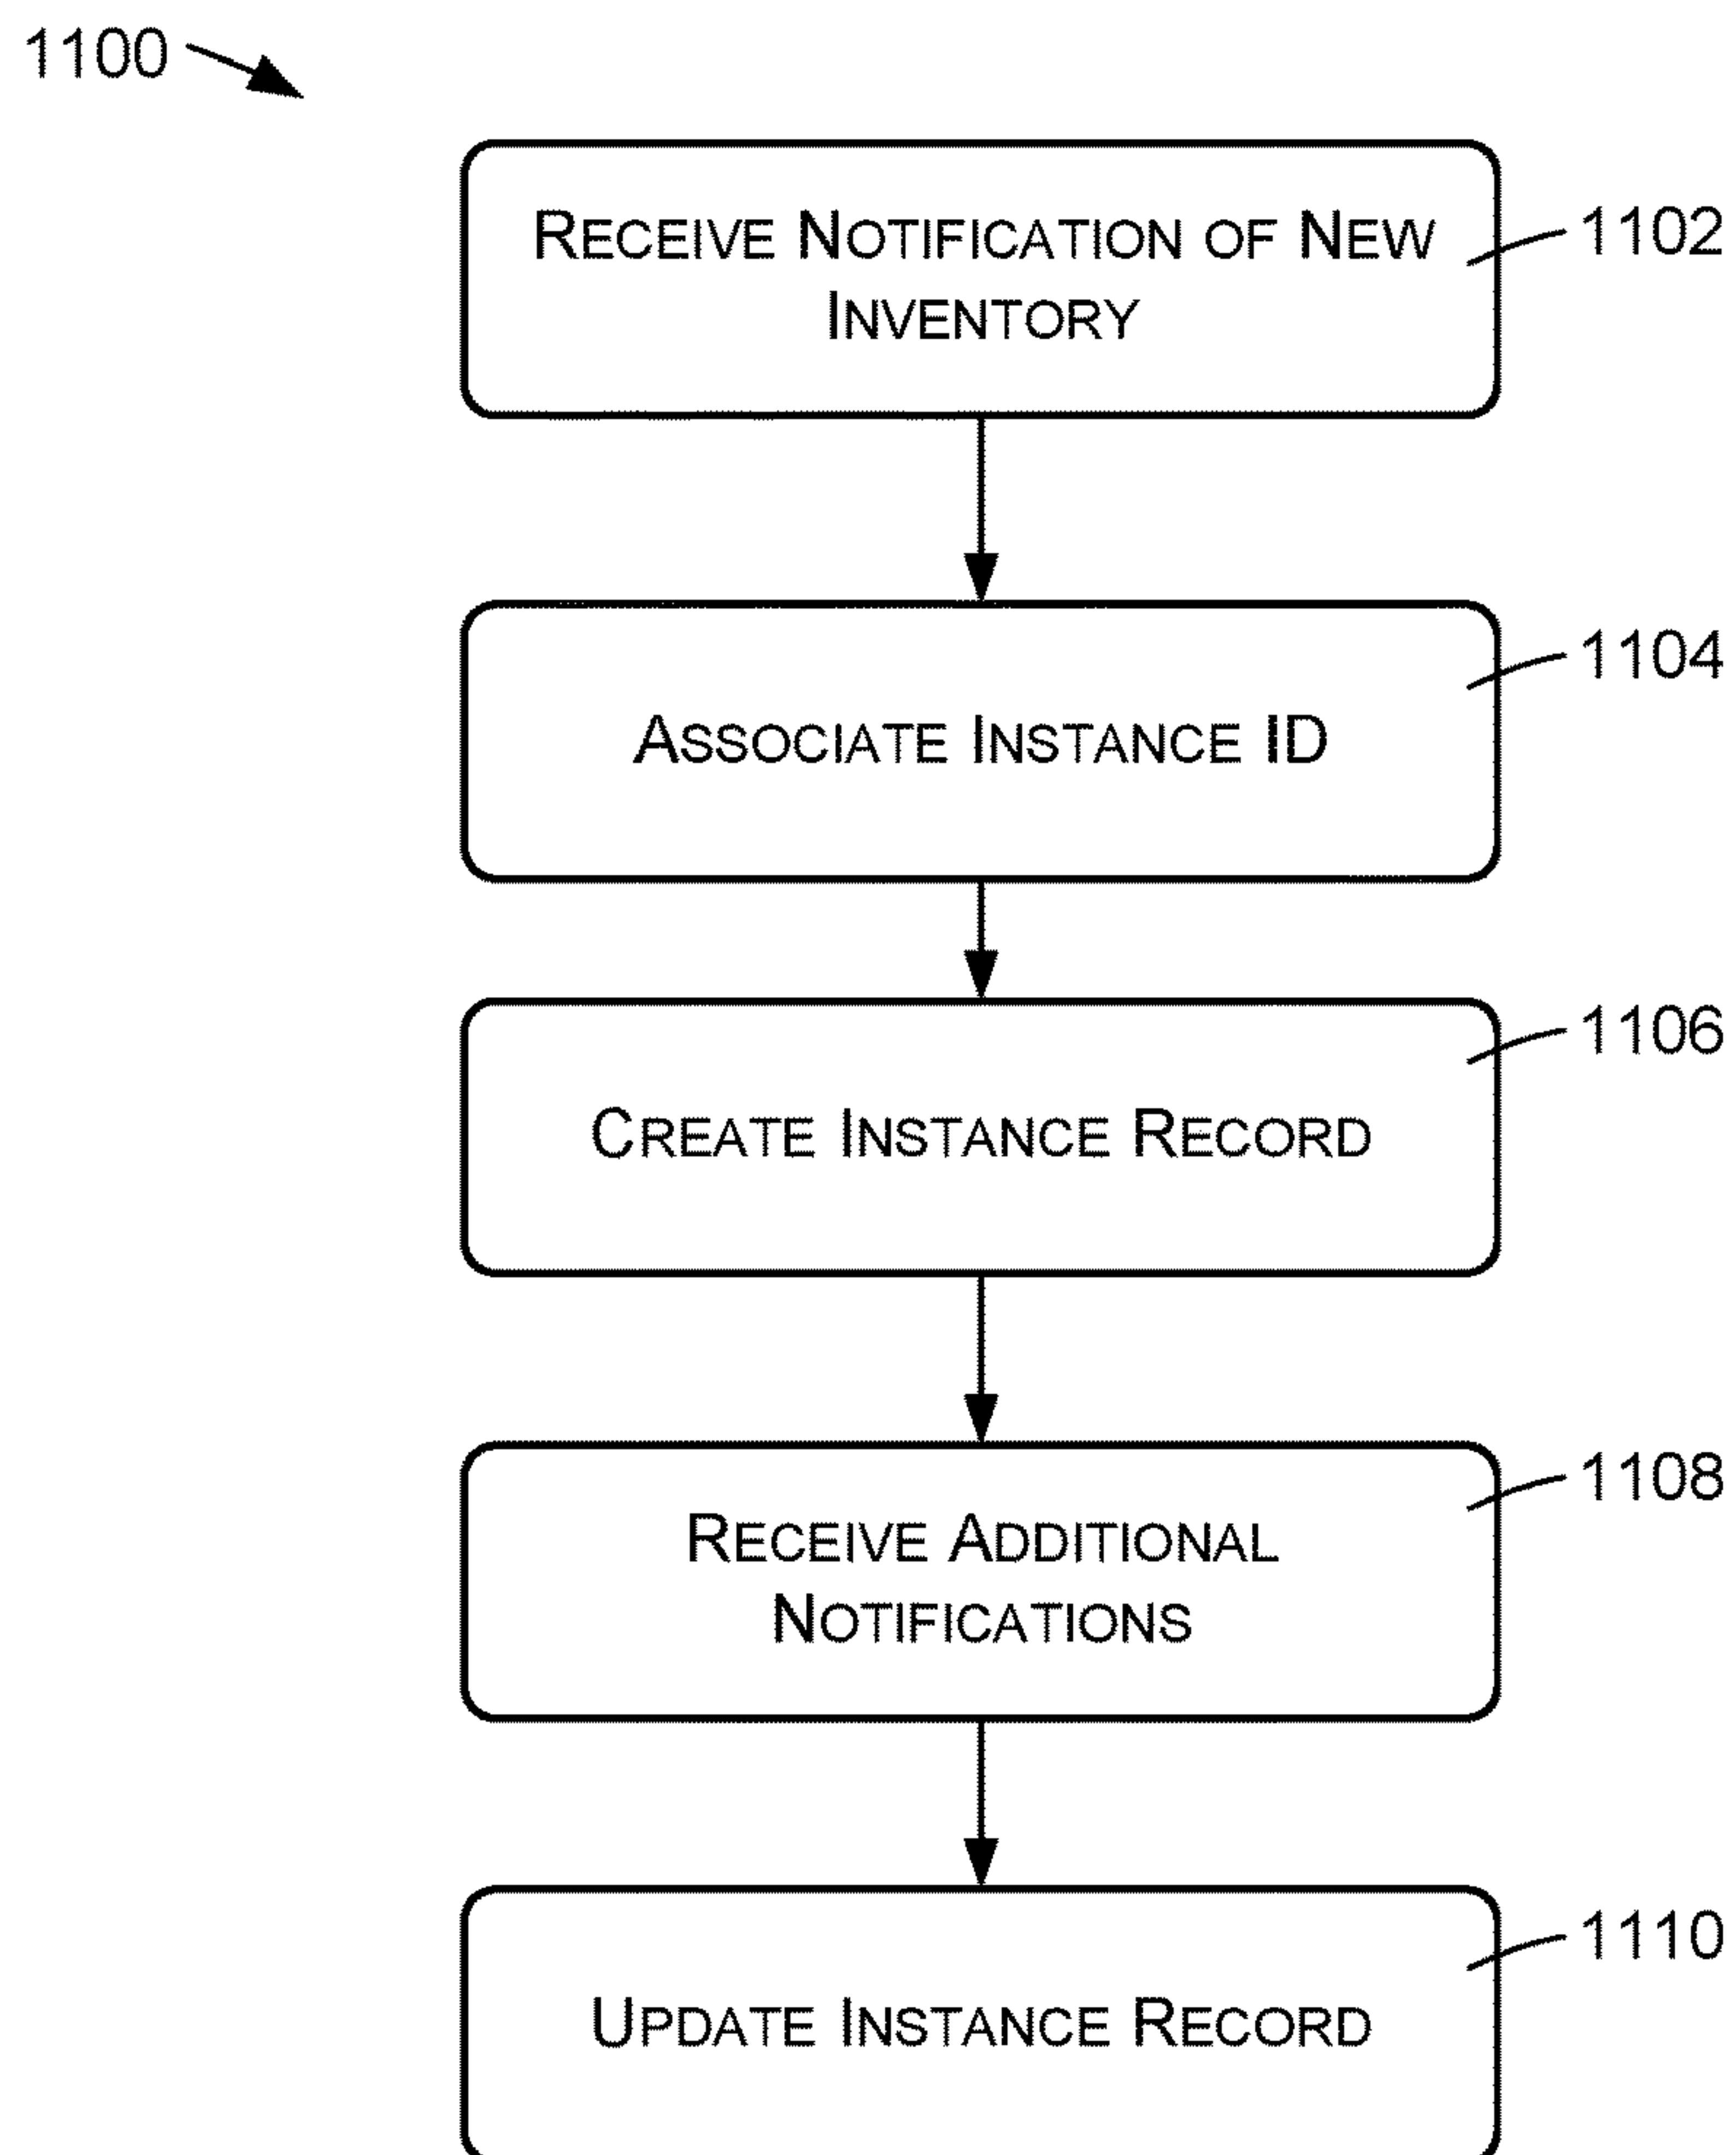 1100
RECEIVE NOTIFICATION OF NEW
INVENTORY
1102
ASSOCIATE INSTANCE ID
1104
CREATE INSTANCE RECORD
1106
RECEIVE ADDITIONAL
NOTIFICATIONS
1108
UPDATE INSTANCE RECORD
1110